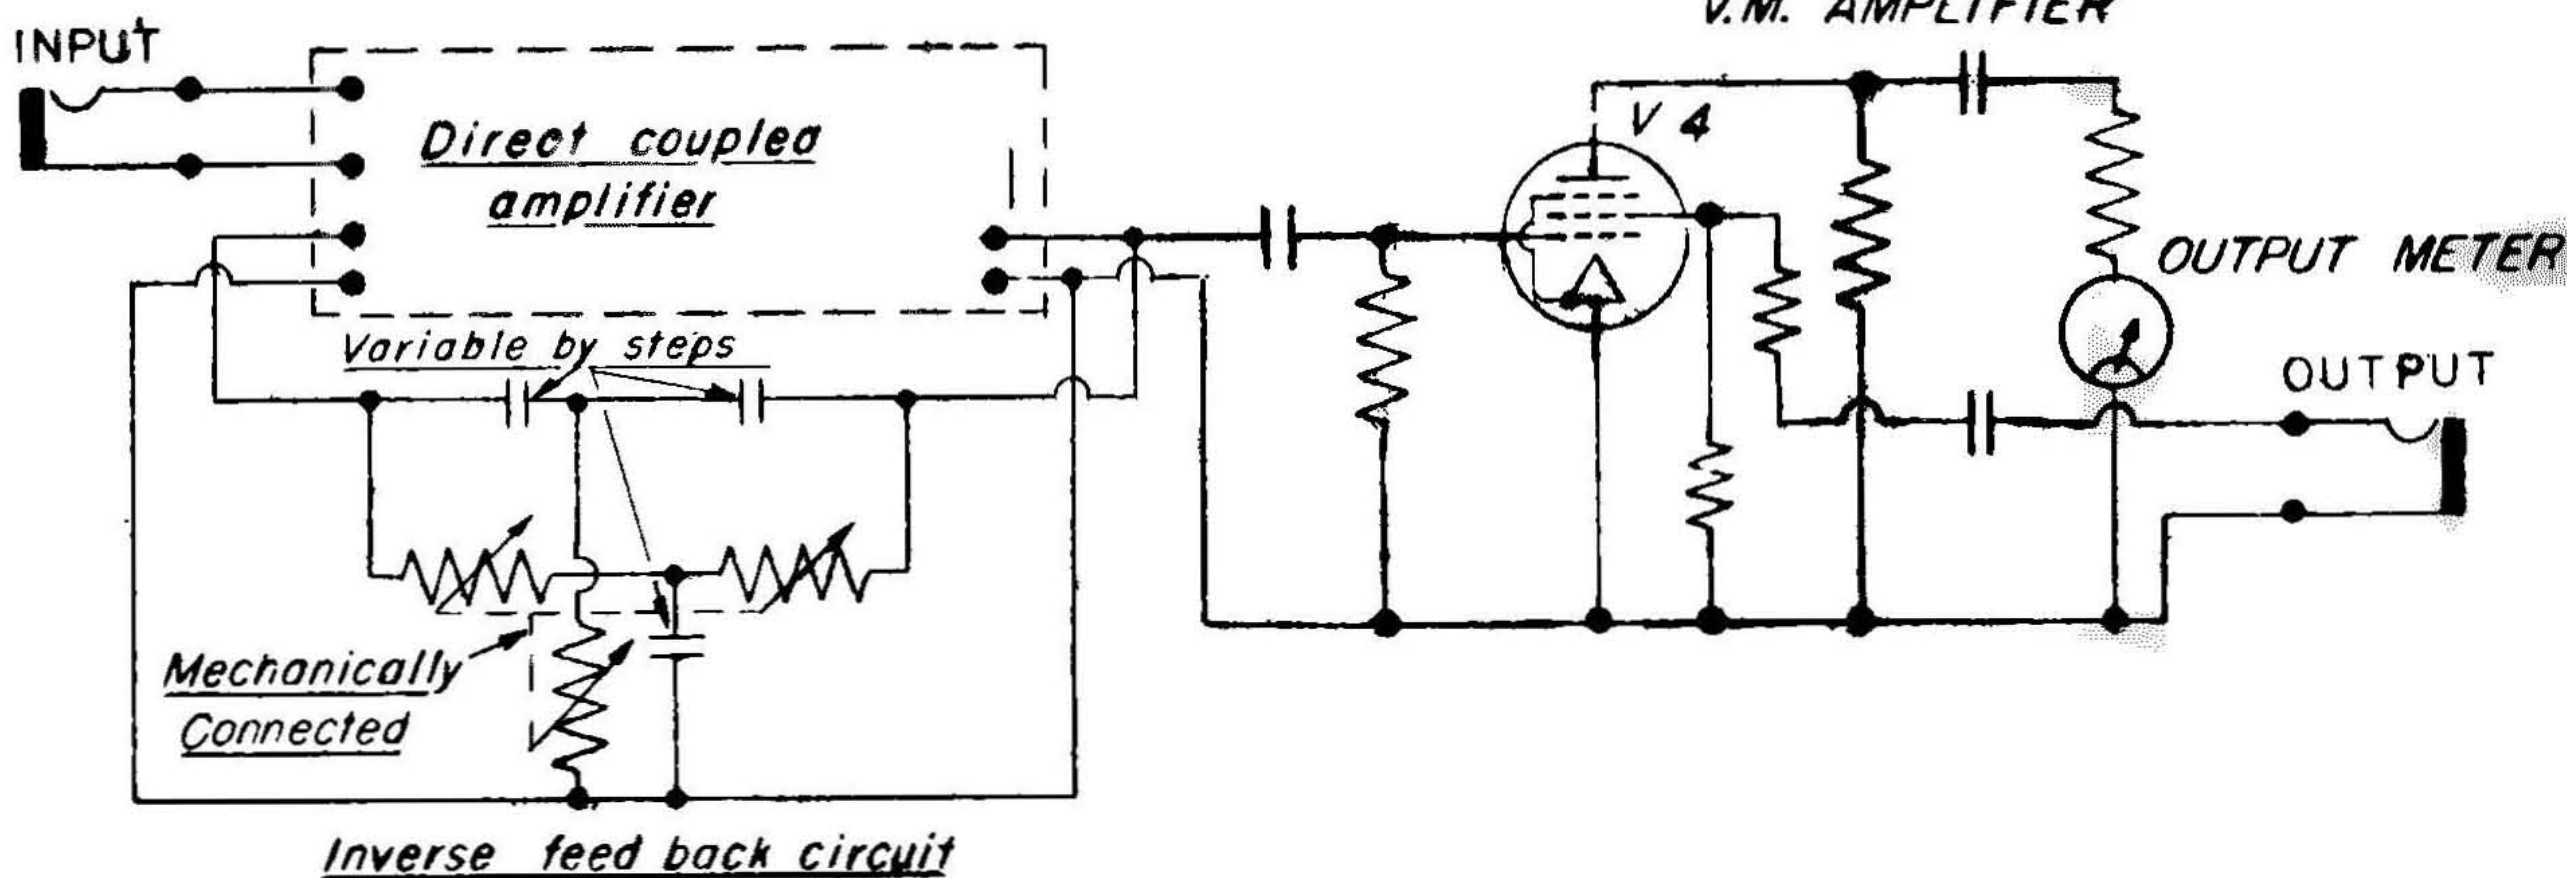 V.M. AMPLIFIER
INPUT
Direct coupled
amplifier
V 4
OUTPUT METER
Variable by steps
OUTPUT
Mechanically
Connected
Inverse feed back circuit